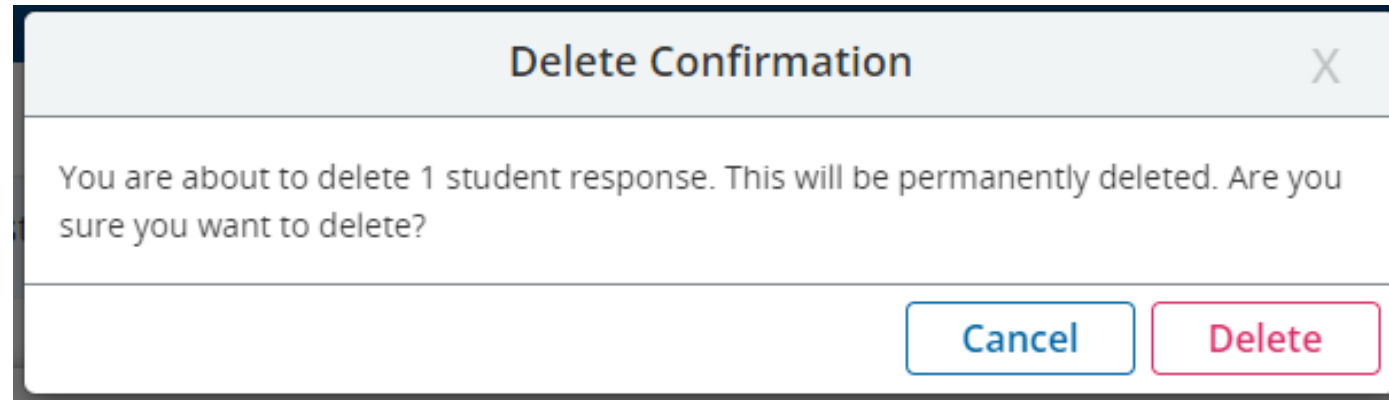 Delete Confirmation
X
You are about to delete 1 student response. This will be permanently deleted. Are you
sure you want to delete?
Cancel
Delete